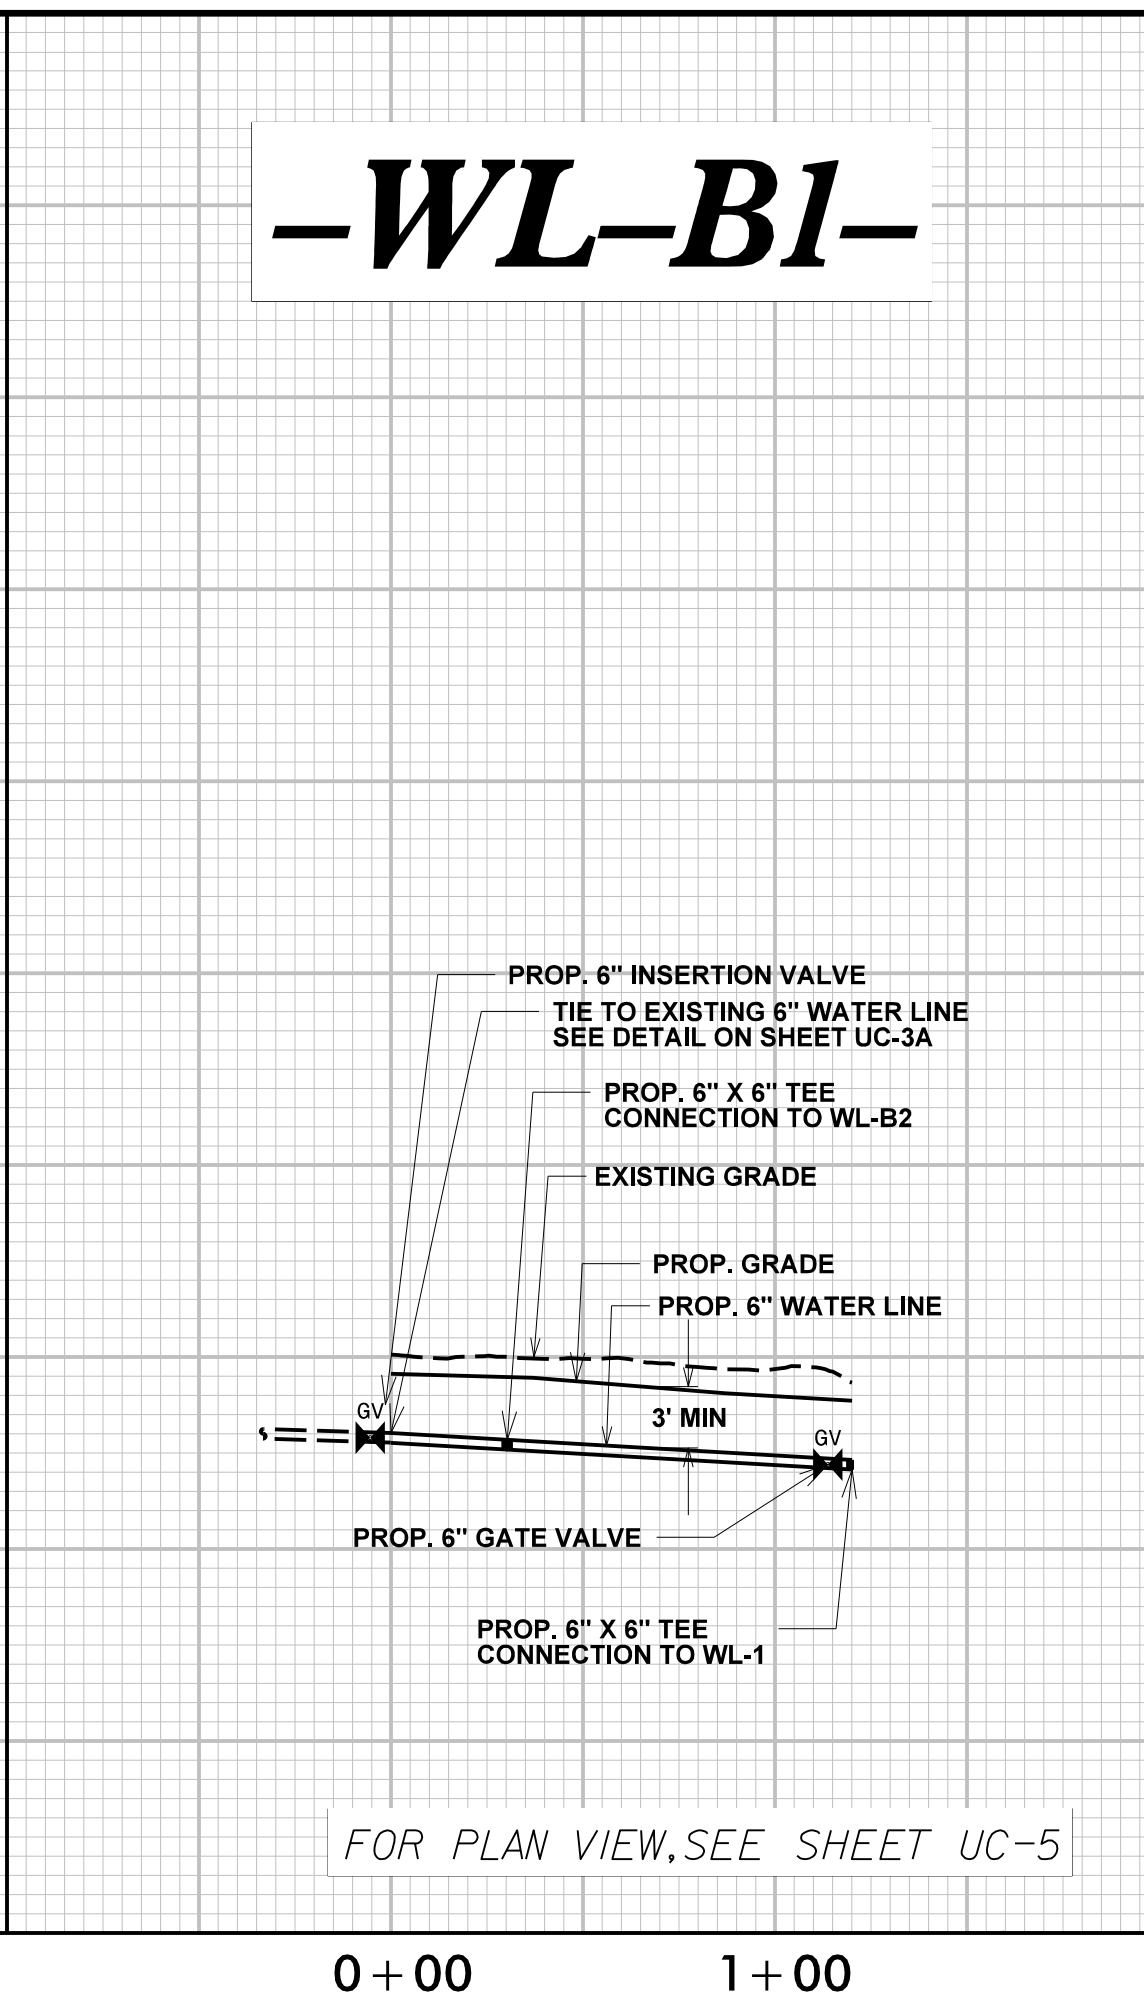 -WL-B1-
PROP. 6" INSERTION VALVE
TIE TO EXISTING 6" WATER LINE
SEE DETAIL ON SHEET UC-3A
PROP. 6" X 6" TEE
CONNECTION TO WL-B2
EXISTING GRADE
PROP. GRADE
PROP. 6" WATER LINE
GV
3' MIN
GV
PROP. 6" GATE VALVE
PROP. 6" X 6" TEE
CONNECTION TO WL-1
FOR PLAN VIEW, SEE SHEET UC-5
0+00 1+00